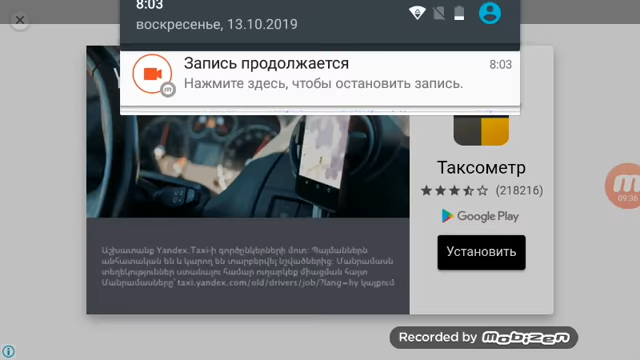 8:03
воскресенье, 13.10.2019
Запись продолжается
8:03
Нажмите здесь, чтобы остановить запись.
Таксометр
(218216)
Google Play
Установить
09:36
Աշխատանք Yandex.Taxi-ի գործընկերների մոտ: Պայմաններն
անհատական են և կարող են տարբերվել նշվածներից: Մանրամասն
տեղեկություններ ստանալու համար ուղարկեք միացման հայտ
Մանրամասները՝ taxi.yandex.com/old/drivers/job/?lang=hy կայքում
Recorded by mobizen